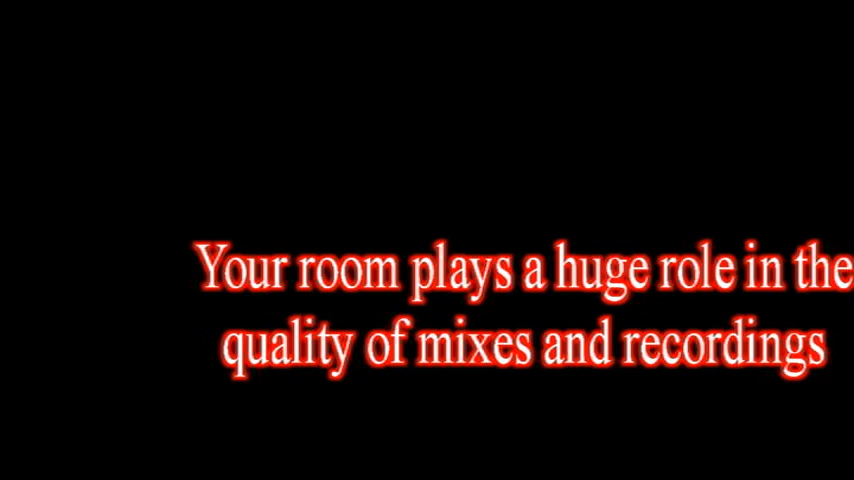 Your room plays a huge role in the
quality of mixes and recordings